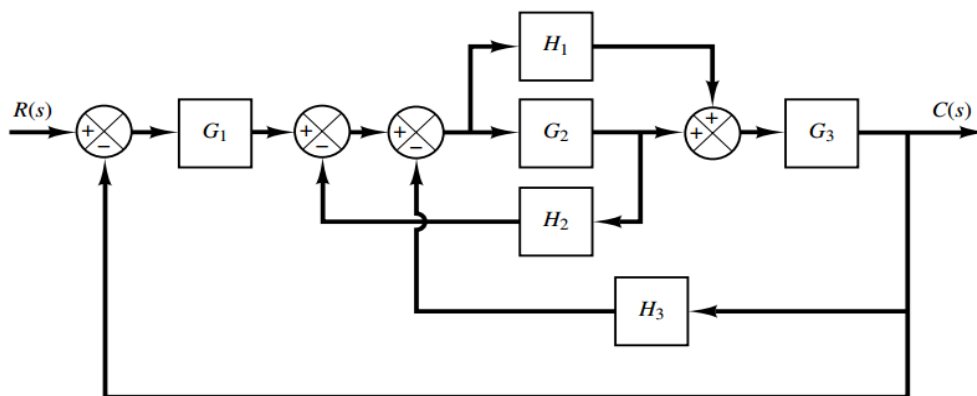 H₁
R(s)
C(s)
+
−
G₁
+
−
+
−
G₂
+
+
G₃
H₂
H₃